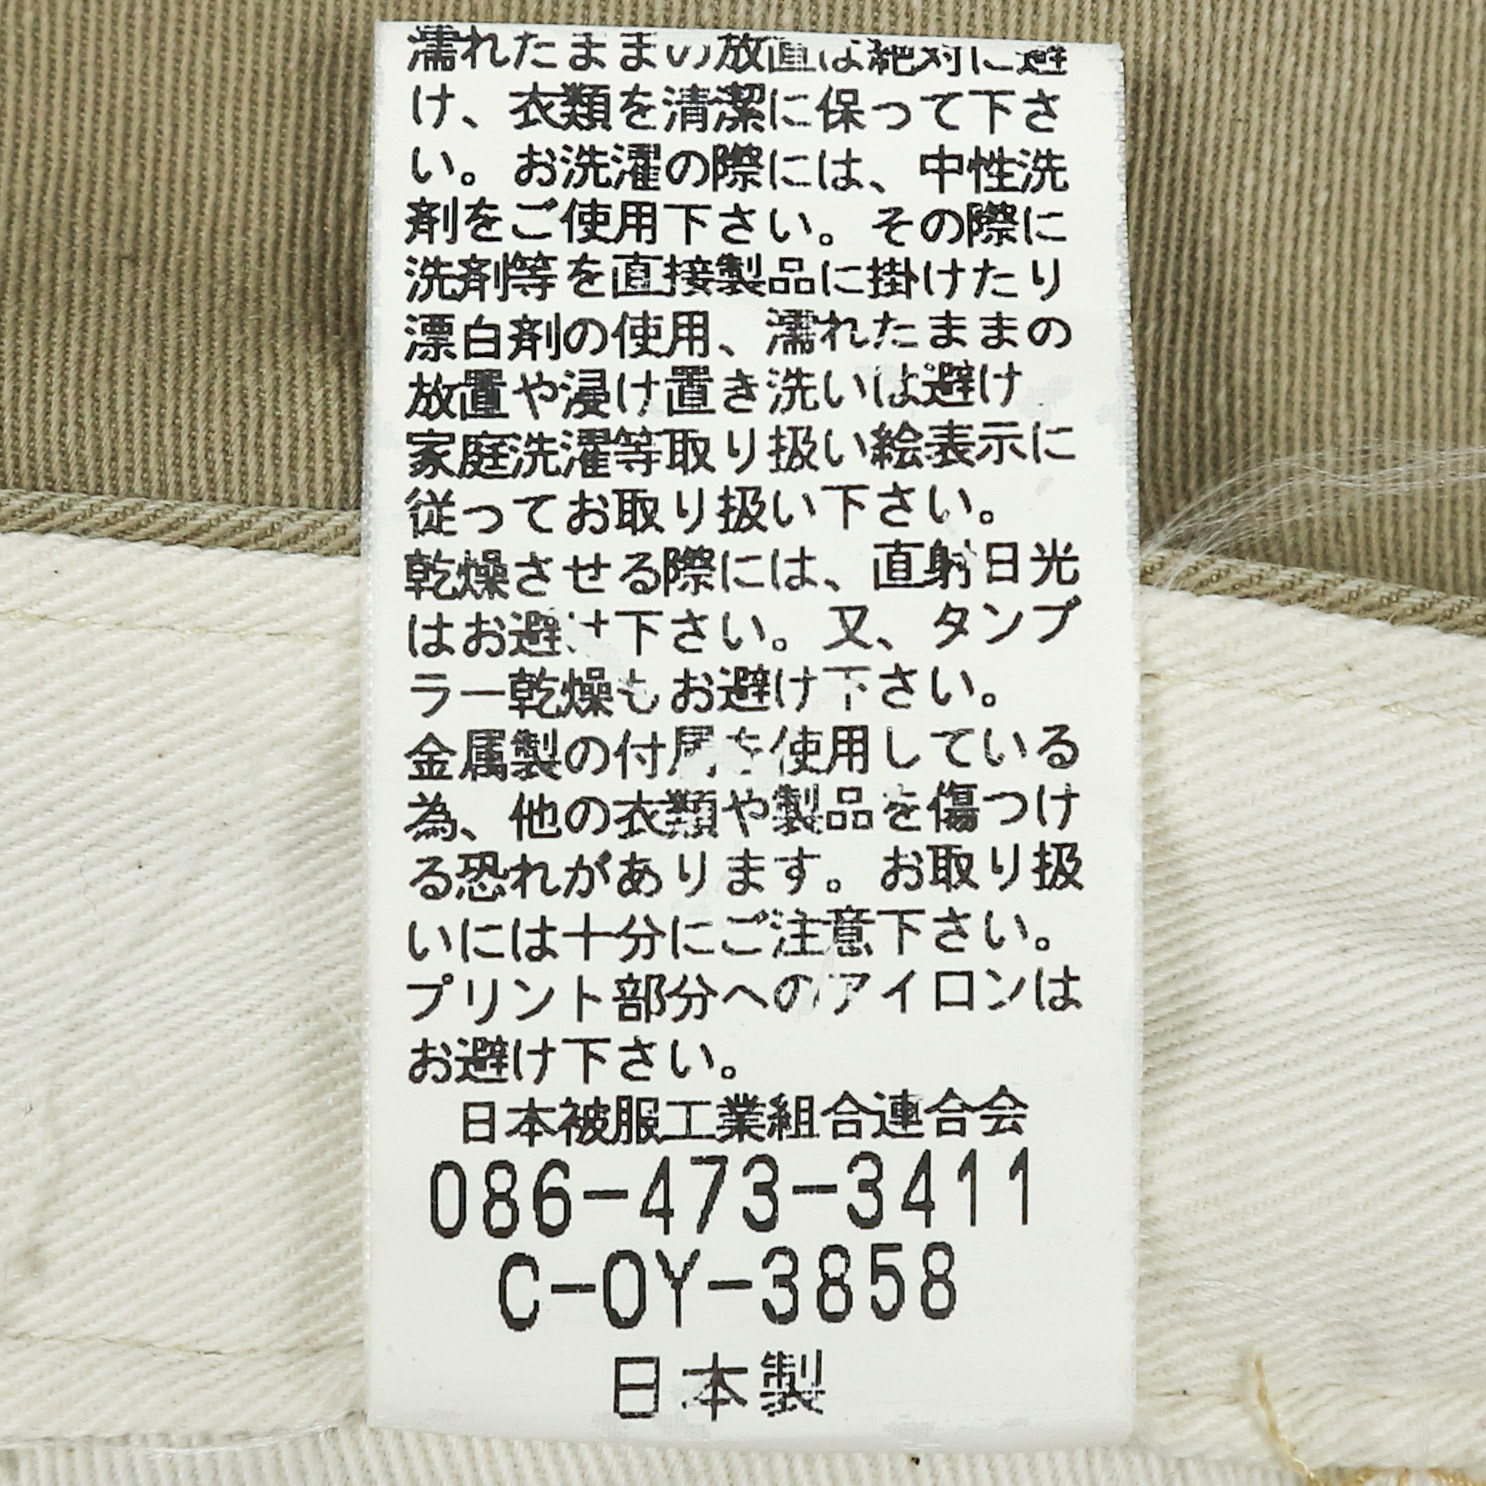 濡れたままの放置は絶対に避
け、衣類を清潔に保って下さ
い。お洗濯の際には、中性洗
剤をご使用下さい。その際に
洗剤等を直接製品に掛けたり
漂白剤の使用、濡れたままの
放置や浸け置き洗いは避け
家庭洗濯等取り扱い絵表示に
従ってお取り扱い下さい。
乾燥させる際には、直射日光
はお避け下さい。又、タンブ
ラー乾燥もお避け下さい。
金属製の付属を使用している
為、他の衣類や製品を傷つけ
る恐れがあります。お取り扱
いには十分にご注意下さい。
プリント部分へのアイロンは
お避け下さい。
日本被服工業組合連合会
086-473-3411
C-OY-3858
日本製